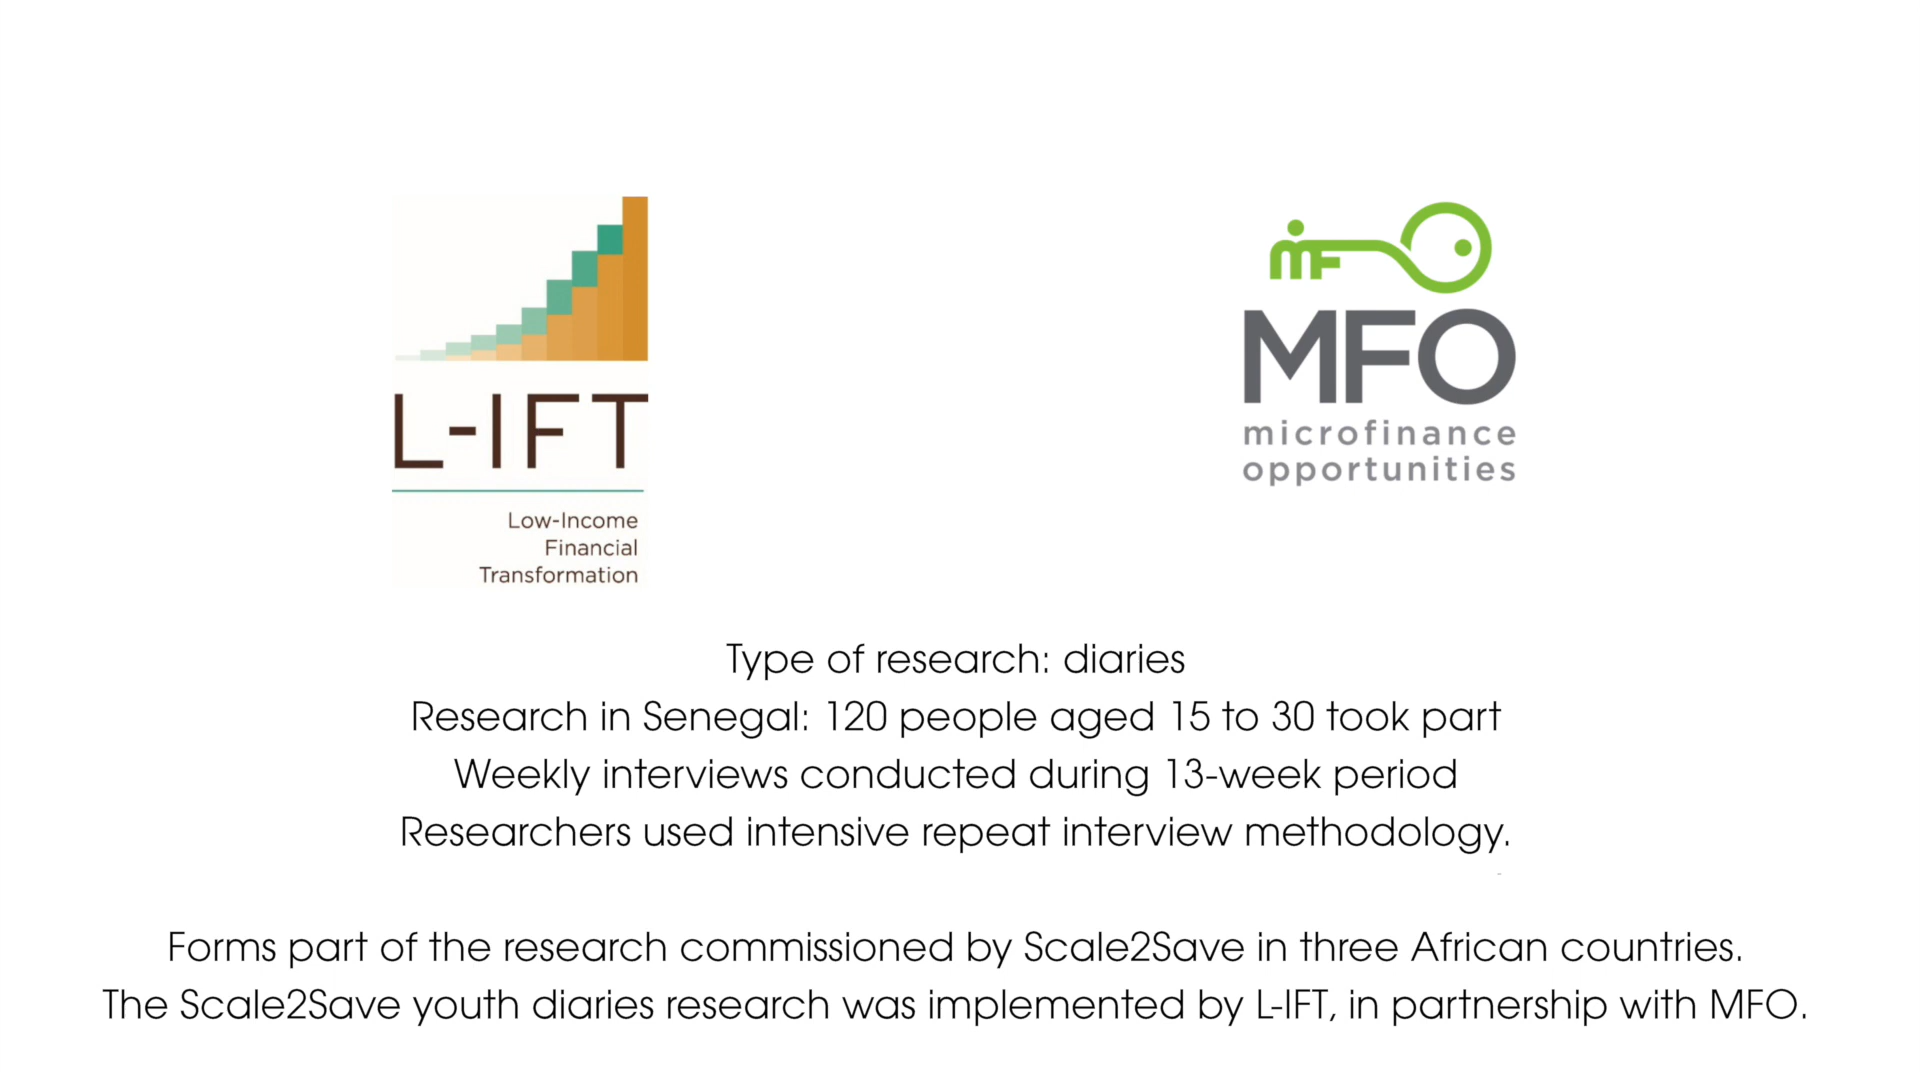 L-IFT
Low-Income
Financial
Transformation
mF
MFO
microfinance
opportunities
Type of research: diaries
Research in Senegal: 120 people aged 15 to 30 took part
Weekly interviews conducted during 13-week period
Researchers used intensive repeat interview methodology.
Forms part of the research commissioned by Scale2Save in three African countries.
The Scale2Save youth diaries research was implemented by L-IFT, in partnership with MFO.